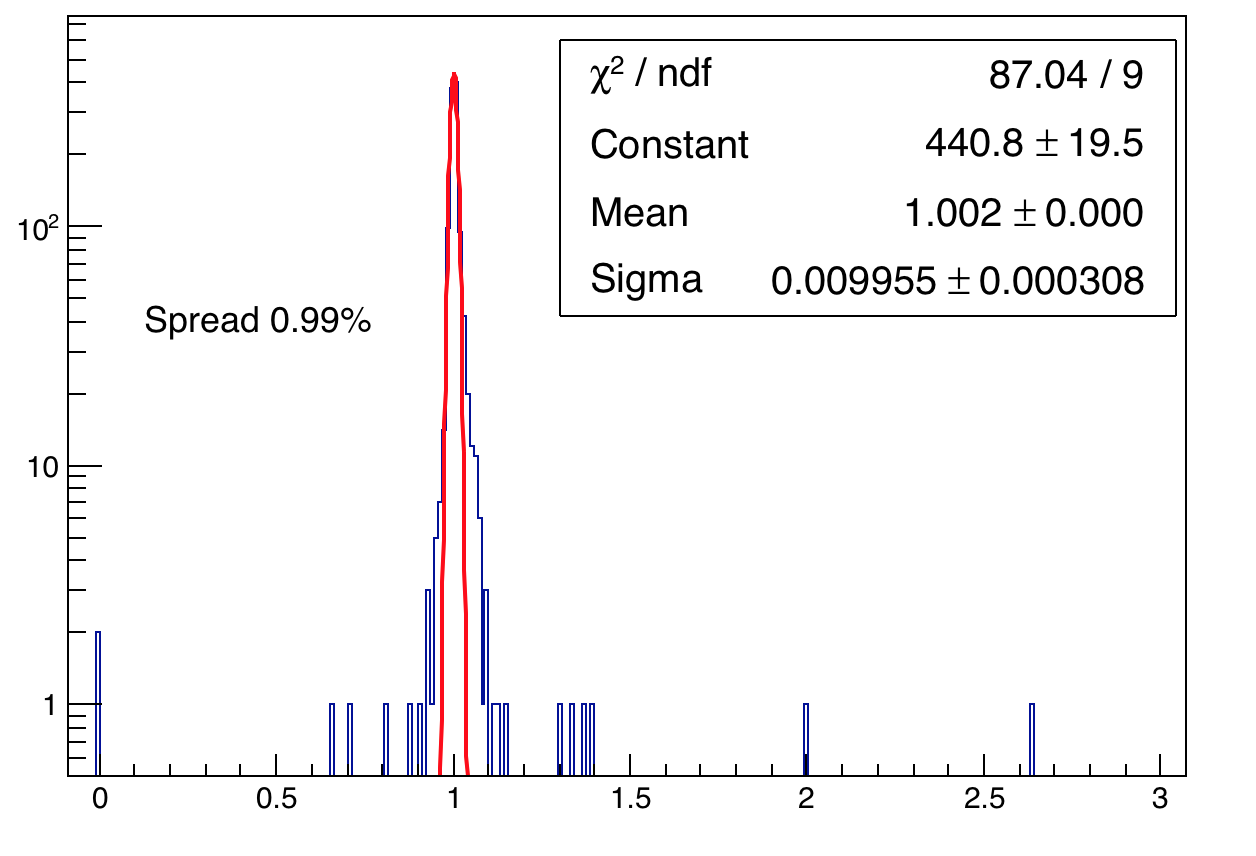 χ² / ndf 87.04 / 9
Constant 440.8 ± 19.5
Mean 1.002 ± 0.000
Sigma 0.009955 ± 0.000308
10²
Spread 0.99%
10
1
0 0.5 1 1.5 2 2.5 3